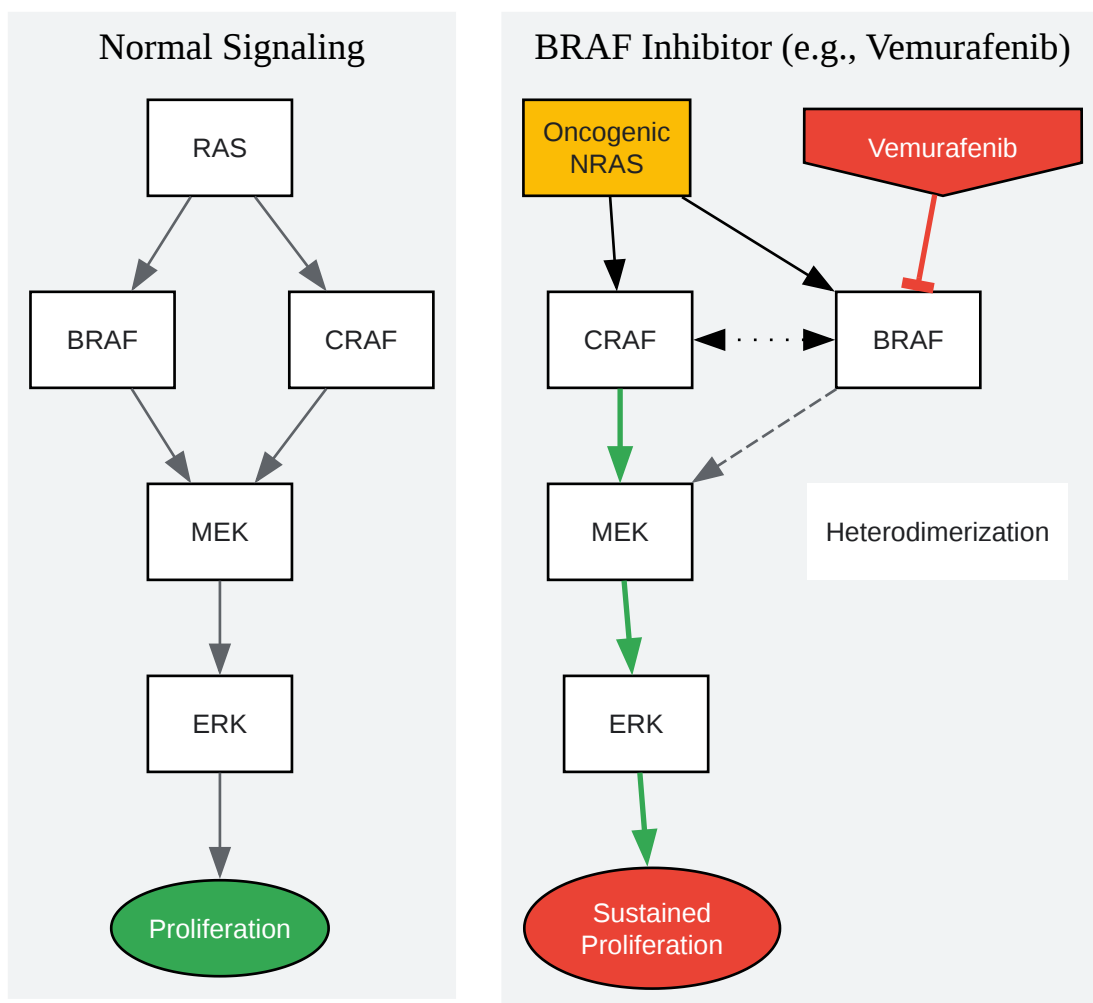 Normal Signaling
RAS
BRAF
CRAF
MEK
ERK
Proliferation
BRAF Inhibitor (e.g., Vemurafenib)
Oncogenic
NRAS
Vemurafenib
CRAF
BRAF
MEK
Heterodimerization
ERK
Sustained
Proliferation